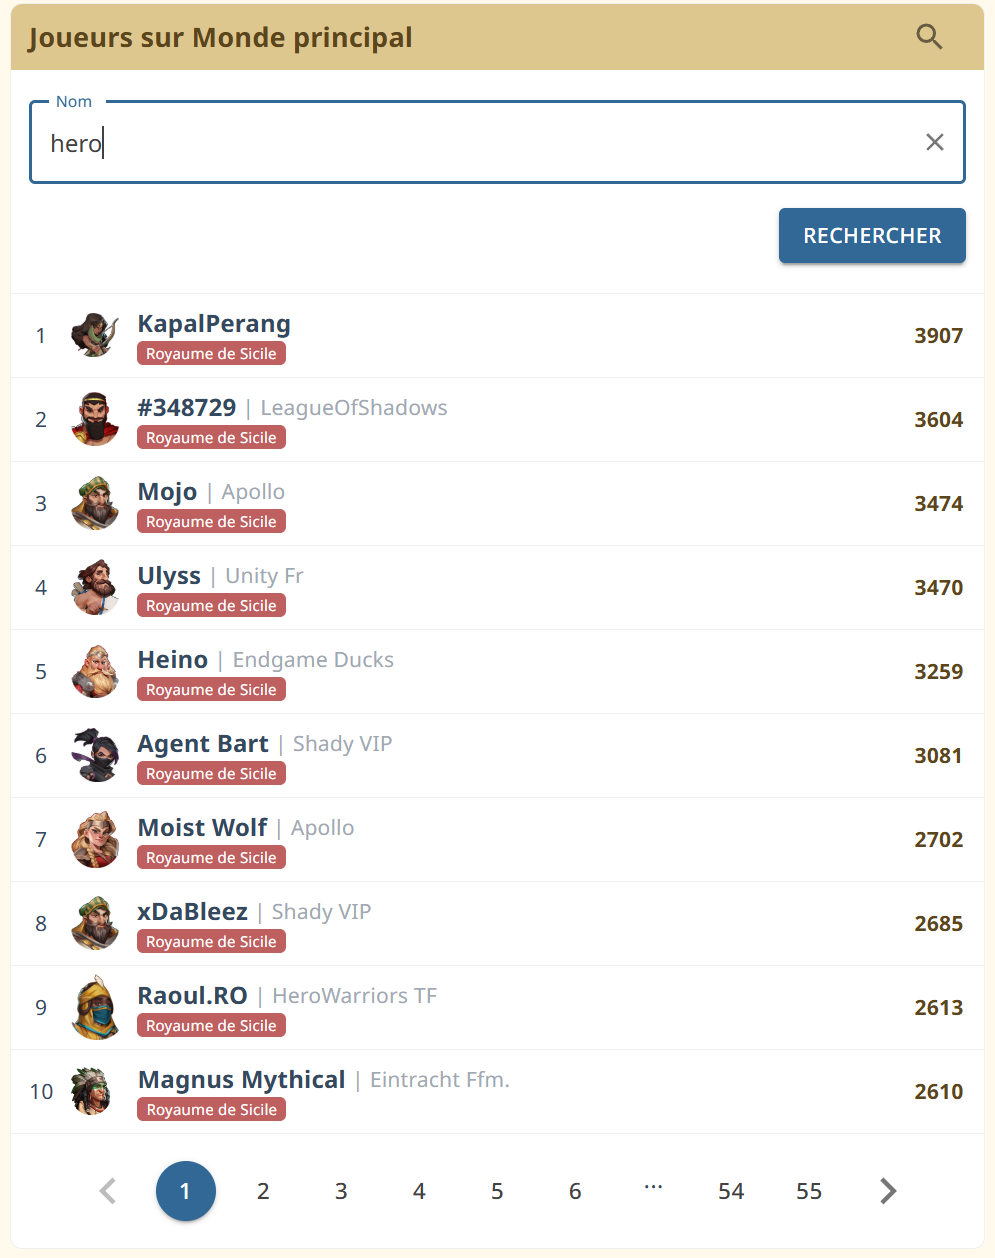 Joueurs sur Monde principal
Nom
hero
RECHERCHER
1 KapalPerang 3907
Royaume de Sicile
2 #348729 | LeagueOfShadows 3604
Royaume de Sicile
3 Mojo | Apollo 3474
Royaume de Sicile
4 Ulyss | Unity Fr 3470
Royaume de Sicile
5 Heino | Endgame Ducks 3259
Royaume de Sicile
6 Agent Bart | Shady VIP 3081
Royaume de Sicile
7 Moist Wolf | Apollo 2702
Royaume de Sicile
8 xDaBleez | Shady VIP 2685
Royaume de Sicile
9 Raoul.RO | HeroWarriors TF 2613
Royaume de Sicile
10 Magnus Mythical | Eintracht Ffm. 2610
Royaume de Sicile
1 2 3 4 5 6 ... 54 55